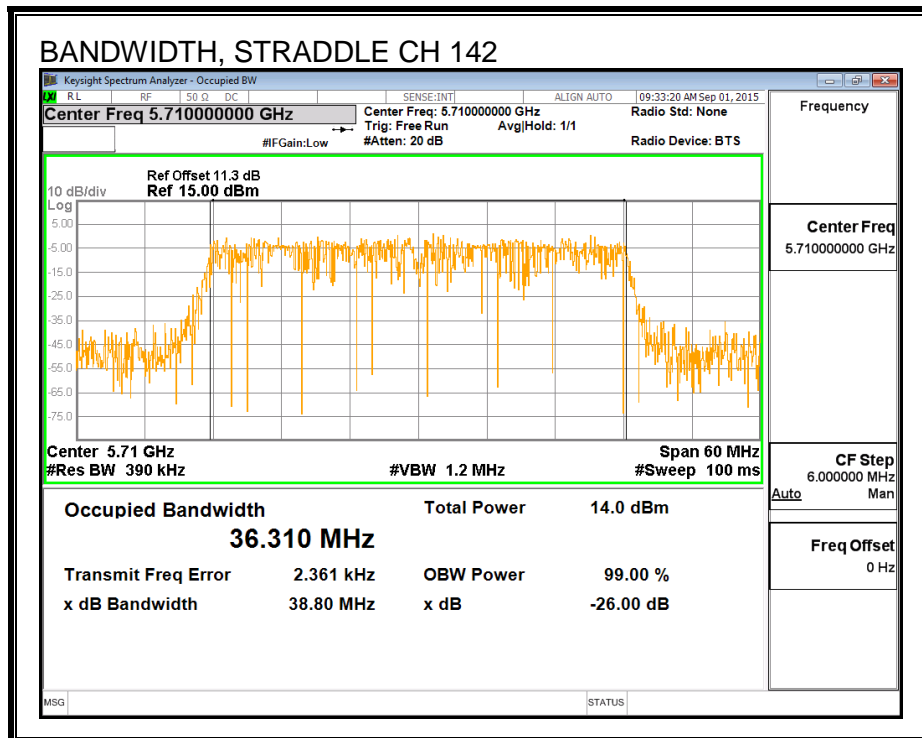 BANDWIDTH, STRADDLE CH 142
Keysight Spectrum Analyzer - Occupied BW
LXI RL RF 50 Ω DC SENSE:INT ALIGN AUTO 09:33:20 AM Sep 01, 2015
Center Freq 5.710000000 GHz
Center Freq: 5.710000000 GHz
Radio Std: None
Trig: Free Run Avg|Hold: 1/1
#IFGain:Low #Atten: 20 dB Radio Device: BTS
Ref Offset 11.3 dB
10 dB/div Ref 15.00 dBm
Log
5.00
-5.00
-15.0
-25.0
-35.0
-45.0
-55.0
-65.0
-75.0
Center 5.71 GHz Span 60 MHz
#Res BW 390 kHz #VBW 1.2 MHz #Sweep 100 ms
Occupied Bandwidth Total Power 14.0 dBm
36.310 MHz
Transmit Freq Error 2.361 kHz OBW Power 99.00 %
x dB Bandwidth 38.80 MHz x dB -26.00 dB
MSG STATUS
Frequency
Center Freq
5.710000000 GHz
CF Step
6.000000 MHz
Auto Man
Freq Offset
0 Hz